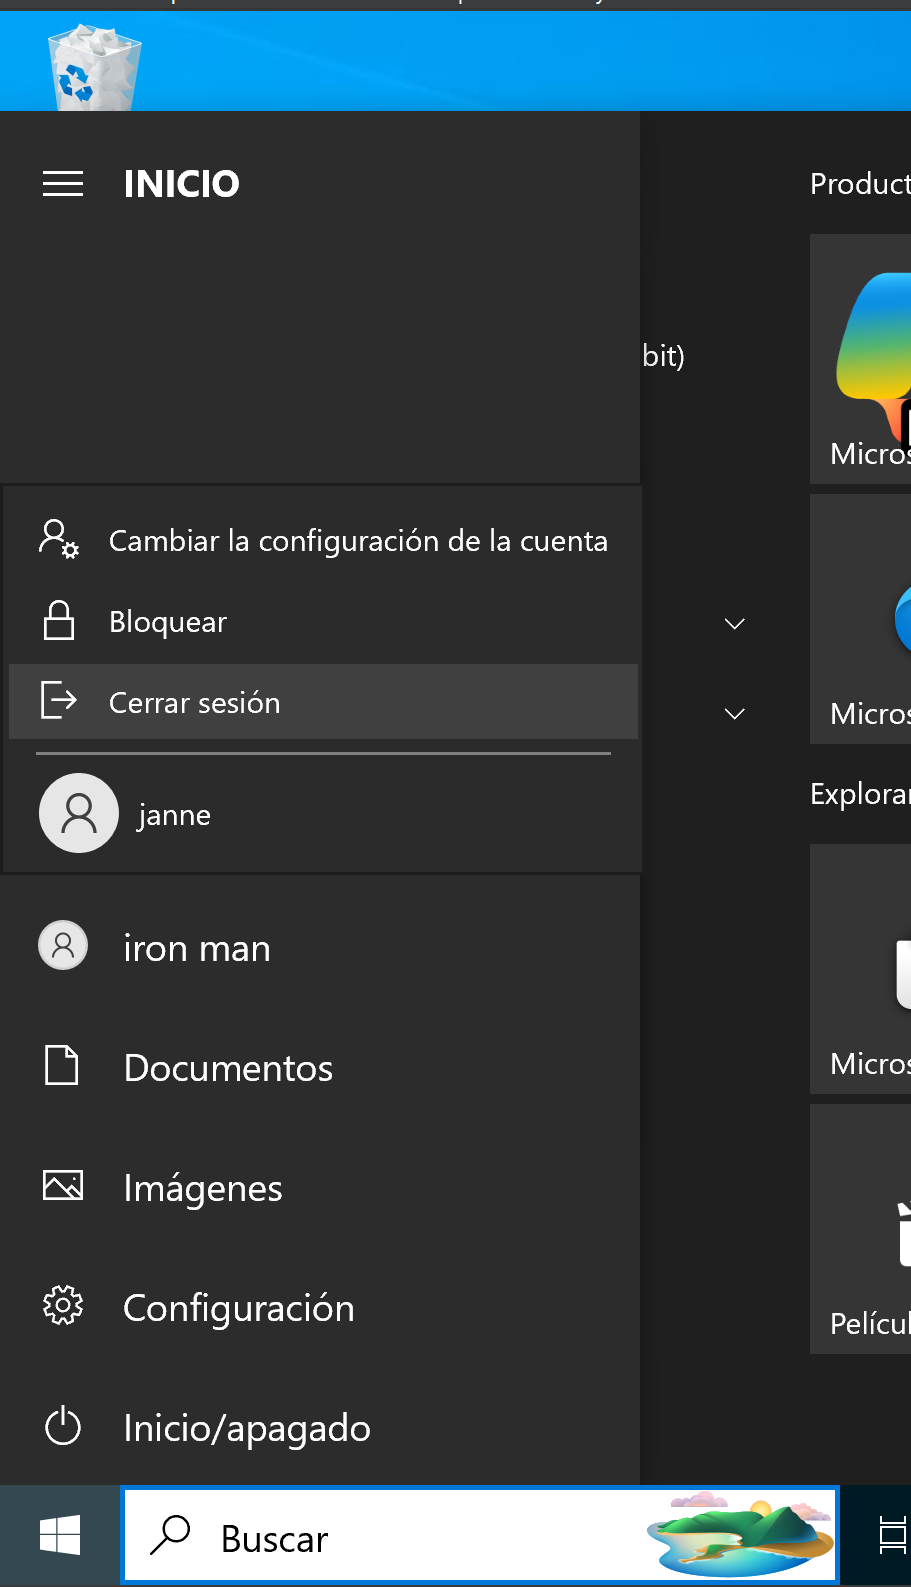 INICIO
Product
bit)
Micros
Cambiar la configuración de la cuenta
Bloquear
Cerrar sesión
Micros
Explorar
janne
iron man
Documentos
Micros
Imágenes
Configuración
Películ
Inicio/apagado
Buscar